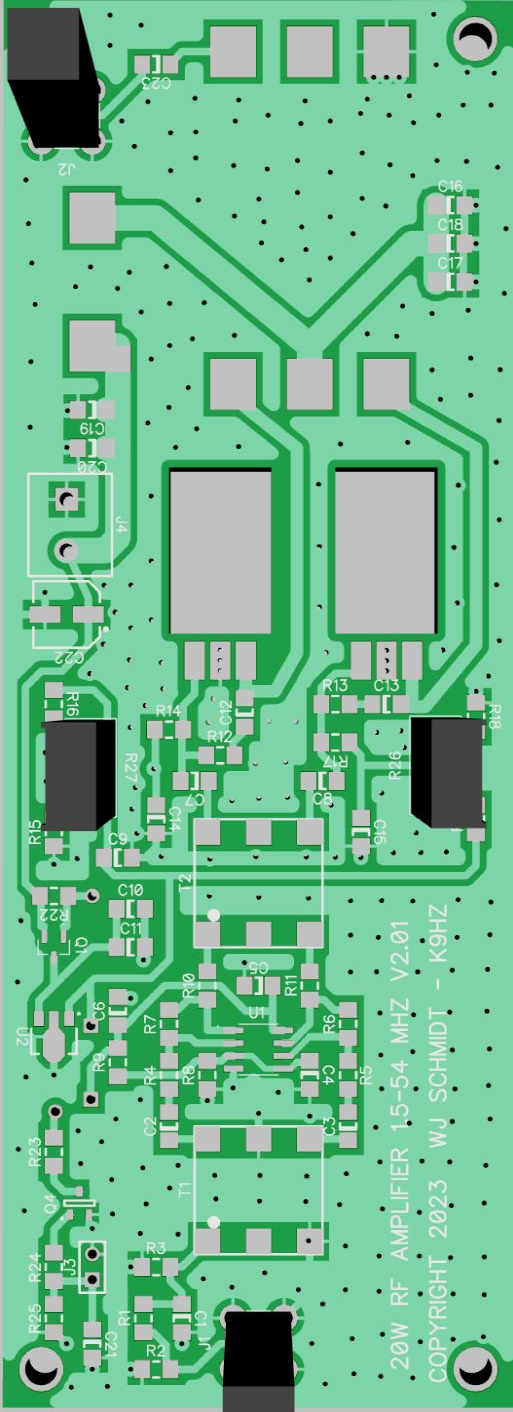 C23
J2
C16
C18
C17
C19
C20
J4
C22
R16
R13
C13
R18
C12
R14
R12
R17
R27
R26
C7
C8
C14
R15
C15
C9
T2
R22
C10
C11
Q1
R10
C5
R11
C6
U1
R7
R6
U2
R9
R4
R8
C4
R5
C2
C3
R23
T1
Q4
R3
R24
J3
R25
R1
C1
J1
C21
R2
20W RF AMPLIFIER 1.5-54 MHZ V2.01
COPYRIGHT 2023 WJ SCHMIDT - K9HZ